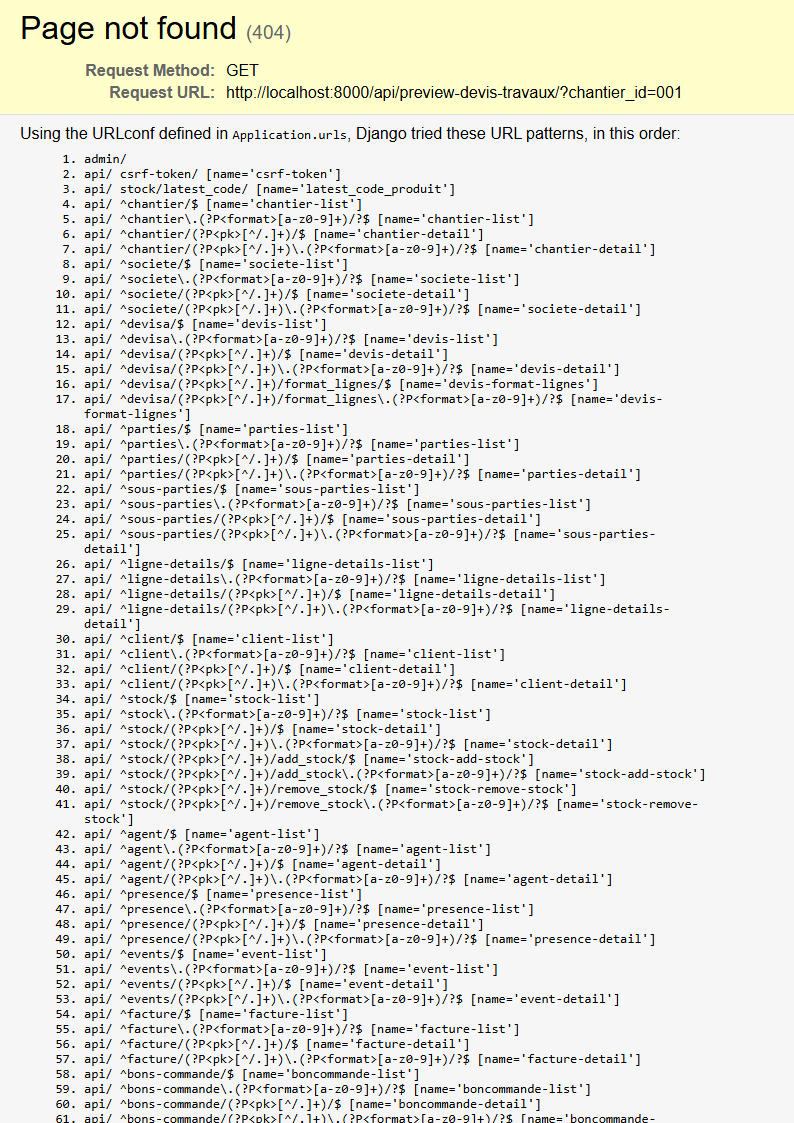 Page not found (404)
Request Method: GET
Request URL: http://localhost:8000/api/preview-devis-travaux/?chantier_id=001
Using the URLconf defined in Application.urls, Django tried these URL patterns, in this order:
1. admin/
2. api/ csrf-token/ [name='csrf-token']
3. api/ stock/latest_code/ [name='latest_code_produit']
4. api/ ^chantier/$ [name='chantier-list']
5. api/ ^chantier\.(?P<format>[a-z0-9]+)/?$ [name='chantier-list']
6. api/ ^chantier/(?P<pk>[^/.]+)/$ [name='chantier-detail']
7. api/ ^chantier/(?P<pk>[^/.]+)\.(?P<format>[a-z0-9]+)/?$ [name='chantier-detail']
8. api/ ^societe/$ [name='societe-list']
9. api/ ^societe\.(?P<format>[a-z0-9]+)/?$ [name='societe-list']
10. api/ ^societe/(?P<pk>[^/.]+)/$ [name='societe-detail']
11. api/ ^societe/(?P<pk>[^/.]+)\.(?P<format>[a-z0-9]+)/?$ [name='societe-detail']
12. api/ ^devisa/$ [name='devis-list']
13. api/ ^devisa\.(?P<format>[a-z0-9]+)/?$ [name='devis-list']
14. api/ ^devisa/(?P<pk>[^/.]+)/$ [name='devis-detail']
15. api/ ^devisa/(?P<pk>[^/.]+)\.(?P<format>[a-z0-9]+)/?$ [name='devis-detail']
16. api/ ^devisa/(?P<pk>[^/.]+)/format_lignes/$ [name='devis-format-lignes']
17. api/ ^devisa/(?P<pk>[^/.]+)/format_lignes\.(?P<format>[a-z0-9]+)/?$ [name='devis-
format-lignes']
18. api/ ^parties/$ [name='parties-list']
19. api/ ^parties\.(?P<format>[a-z0-9]+)/?$ [name='parties-list']
20. api/ ^parties/(?P<pk>[^/.]+)/$ [name='parties-detail']
21. api/ ^parties/(?P<pk>[^/.]+)\.(?P<format>[a-z0-9]+)/?$ [name='parties-detail']
22. api/ ^sous-parties/$ [name='sous-parties-list']
23. api/ ^sous-parties\.(?P<format>[a-z0-9]+)/?$ [name='sous-parties-list']
24. api/ ^sous-parties/(?P<pk>[^/.]+)/$ [name='sous-parties-detail']
25. api/ ^sous-parties/(?P<pk>[^/.]+)\.(?P<format>[a-z0-9]+)/?$ [name='sous-parties-
detail']
26. api/ ^ligne-details/$ [name='ligne-details-list']
27. api/ ^ligne-details\.(?P<format>[a-z0-9]+)/?$ [name='ligne-details-list']
28. api/ ^ligne-details/(?P<pk>[^/.]+)/$ [name='ligne-details-detail']
29. api/ ^ligne-details/(?P<pk>[^/.]+)\.(?P<format>[a-z0-9]+)/?$ [name='ligne-details-
detail']
30. api/ ^client/$ [name='client-list']
31. api/ ^client\.(?P<format>[a-z0-9]+)/?$ [name='client-list']
32. api/ ^client/(?P<pk>[^/.]+)/$ [name='client-detail']
33. api/ ^client/(?P<pk>[^/.]+)\.(?P<format>[a-z0-9]+)/?$ [name='client-detail']
34. api/ ^stock/$ [name='stock-list']
35. api/ ^stock\.(?P<format>[a-z0-9]+)/?$ [name='stock-list']
36. api/ ^stock/(?P<pk>[^/.]+)/$ [name='stock-detail']
37. api/ ^stock/(?P<pk>[^/.]+)\.(?P<format>[a-z0-9]+)/?$ [name='stock-detail']
38. api/ ^stock/(?P<pk>[^/.]+)/add_stock/$ [name='stock-add-stock']
39. api/ ^stock/(?P<pk>[^/.]+)/add_stock\.(?P<format>[a-z0-9]+)/?$ [name='stock-add-stock']
40. api/ ^stock/(?P<pk>[^/.]+)/remove_stock/$ [name='stock-remove-stock']
41. api/ ^stock/(?P<pk>[^/.]+)/remove_stock\.(?P<format>[a-z0-9]+)/?$ [name='stock-remove-
stock']
42. api/ ^agent/$ [name='agent-list']
43. api/ ^agent\.(?P<format>[a-z0-9]+)/?$ [name='agent-list']
44. api/ ^agent/(?P<pk>[^/.]+)/$ [name='agent-detail']
45. api/ ^agent/(?P<pk>[^/.]+)\.(?P<format>[a-z0-9]+)/?$ [name='agent-detail']
46. api/ ^presence/$ [name='presence-list']
47. api/ ^presence\.(?P<format>[a-z0-9]+)/?$ [name='presence-list']
48. api/ ^presence/(?P<pk>[^/.]+)/$ [name='presence-detail']
49. api/ ^presence/(?P<pk>[^/.]+)\.(?P<format>[a-z0-9]+)/?$ [name='presence-detail']
50. api/ ^events/$ [name='event-list']
51. api/ ^events\.(?P<format>[a-z0-9]+)/?$ [name='event-list']
52. api/ ^events/(?P<pk>[^/.]+)/$ [name='event-detail']
53. api/ ^events/(?P<pk>[^/.]+)\.(?P<format>[a-z0-9]+)/?$ [name='event-detail']
54. api/ ^facture/$ [name='facture-list']
55. api/ ^facture\.(?P<format>[a-z0-9]+)/?$ [name='facture-list']
56. api/ ^facture/(?P<pk>[^/.]+)/$ [name='facture-detail']
57. api/ ^facture/(?P<pk>[^/.]+)\.(?P<format>[a-z0-9]+)/?$ [name='facture-detail']
58. api/ ^bons-commande/$ [name='boncommande-list']
59. api/ ^bons-commande\.(?P<format>[a-z0-9]+)/?$ [name='boncommande-list']
60. api/ ^bons-commande/(?P<pk>[^/.]+)/$ [name='boncommande-detail']
61. api/ ^bons-commande/(?P<pk>[^/.]+)\.(?P<format>[a-z0-9]+)/?$ [name='boncommande-